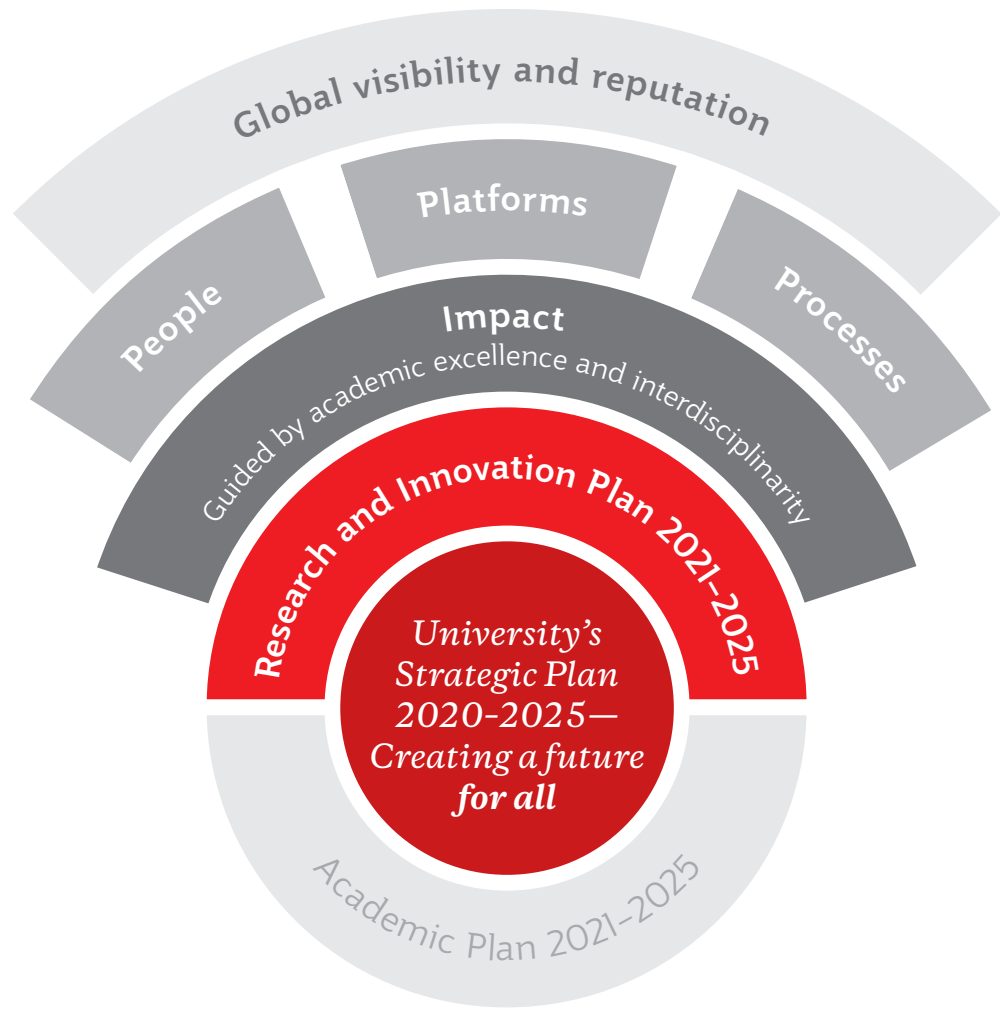 Global visibility and reputation
People
Platforms
Processes
Impact
Guided by academic excellence and interdisciplinarity
Research and Innovation Plan 2021–2025
University’s
Strategic Plan
2020–2025—
Creating a future
for all
Academic Plan 2021–2025